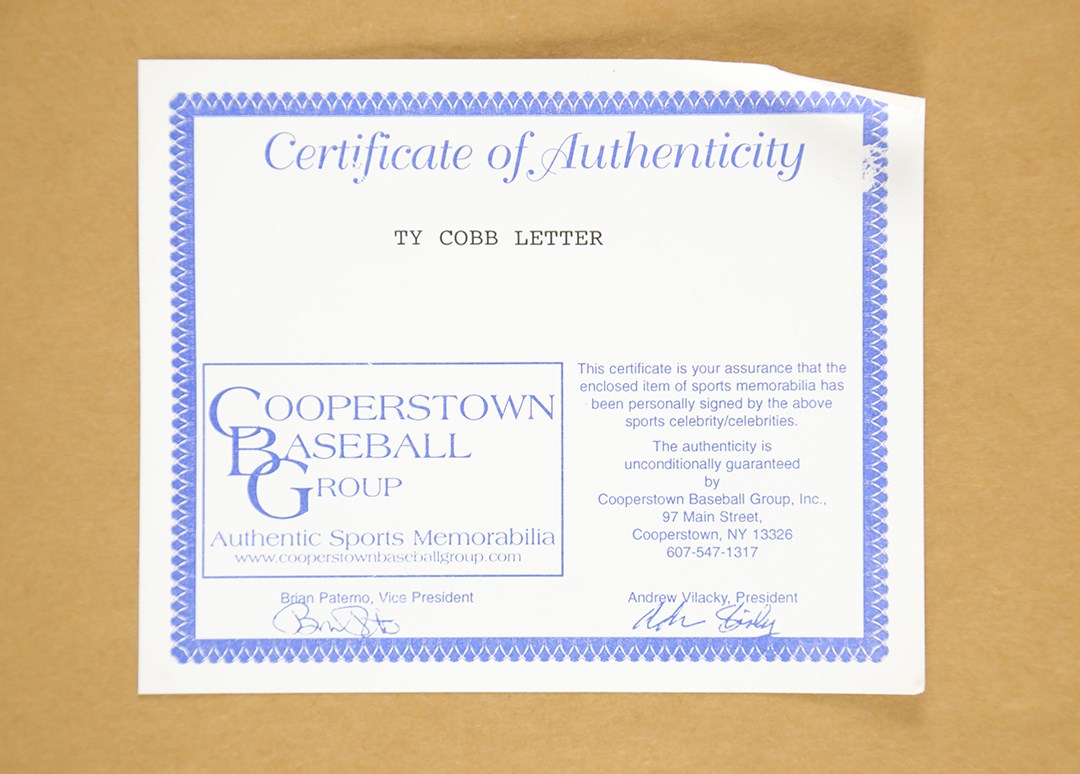 Certificate of Authenticity
TY COBB LETTER
COOPERSTOWN
BASEBALL
GROUP
Authentic Sports Memorabilia
www.cooperstownbaseballgroup.com
This certificate is your assurance that the
enclosed item of sports memorabilia has
been personally signed by the above
sports celebrity/celebrities.
The authenticity is
unconditionally guaranteed
by
Cooperstown Baseball Group, Inc.,
97 Main Street,
Cooperstown, NY 13326
607-547-1317
Brian Paterno, Vice President
Andrew Vilacky, President